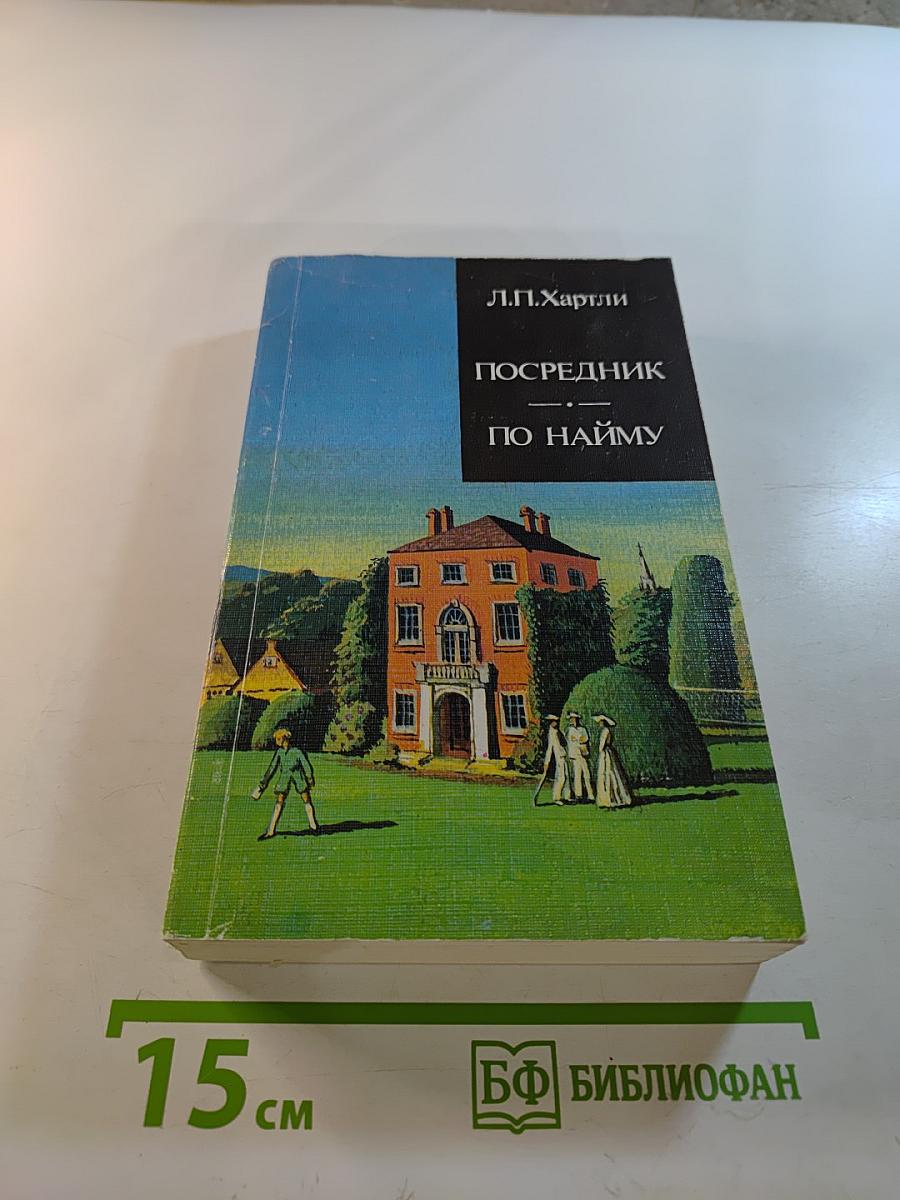 Л.П.Хартли
ПОСРЕДНИК
ПО НАЙМУ
15 см
БФ БИБЛИОФАН